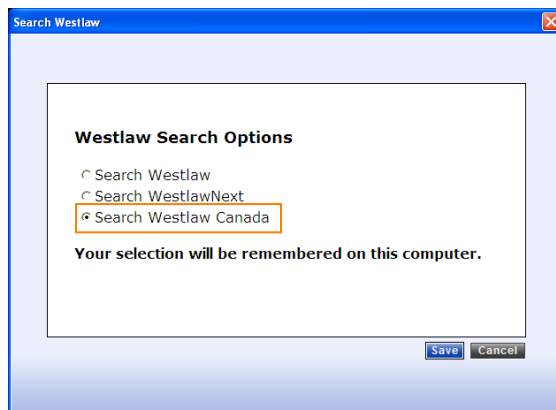 Search Westlaw
Westlaw Search Options
Search Westlaw
Search WestlawNext
Search Westlaw Canada
Your selection will be remembered on this computer.
Save Cancel